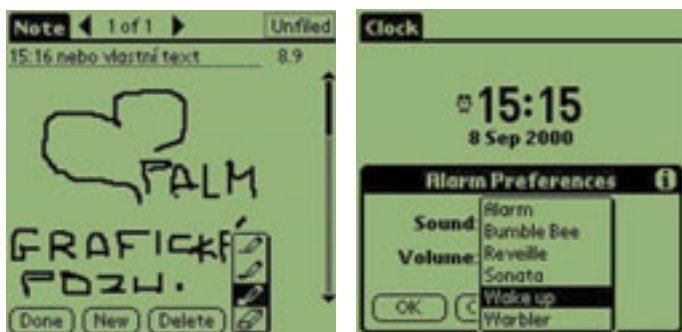 Note 1 of 1 Unfiled
15:16 nebo vlastní text 8.9
PALM
GRAFICKÉ
POZN.
Done New Delete
Clock
15:15
8 Sep 2000
Alarm Preferences
Sound
Alarm
Bumble Bee
Volume: Reveille
Sonata
OK C Wake up
Warbler